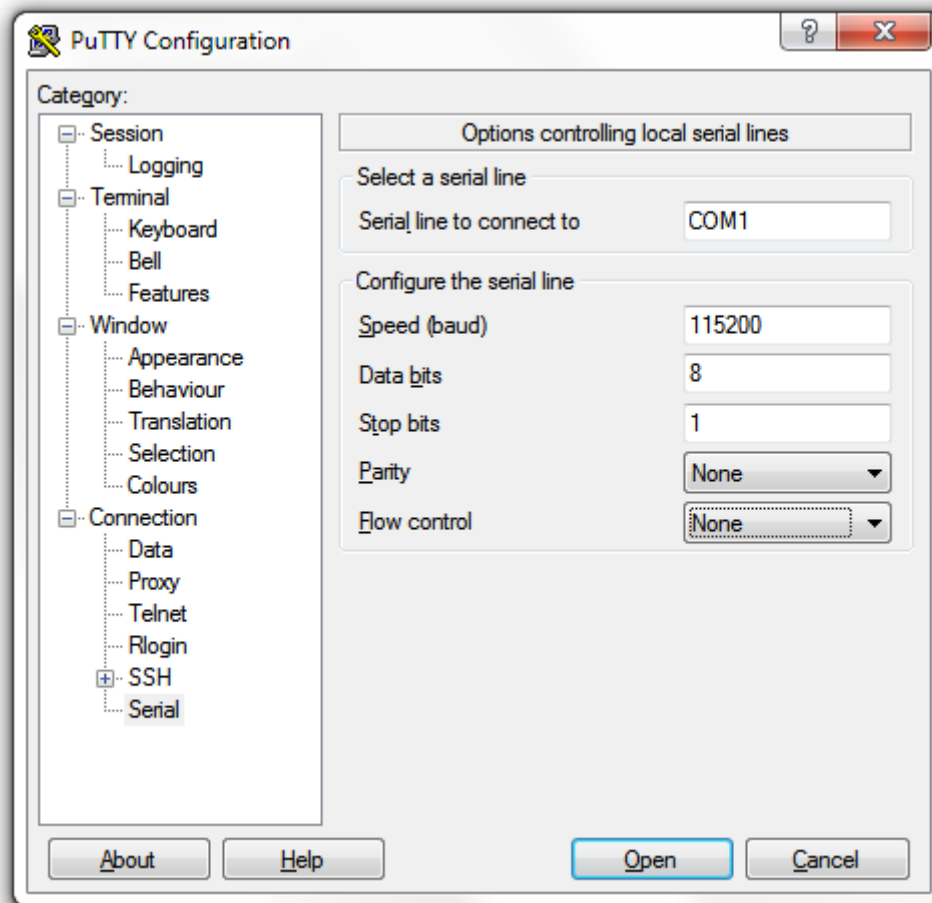 PuTTY Configuration
Category:
Session
Logging
Terminal
Keyboard
Bell
Features
Window
Appearance
Behaviour
Translation
Selection
Colours
Connection
Data
Proxy
Telnet
Rlogin
SSH
Serial
Options controlling local serial lines
Select a serial line
Serial line to connect to COM1
Configure the serial line
Speed (baud) 115200
Data bits 8
Stop bits 1
Parity None
Flow control None
About Help Open Cancel